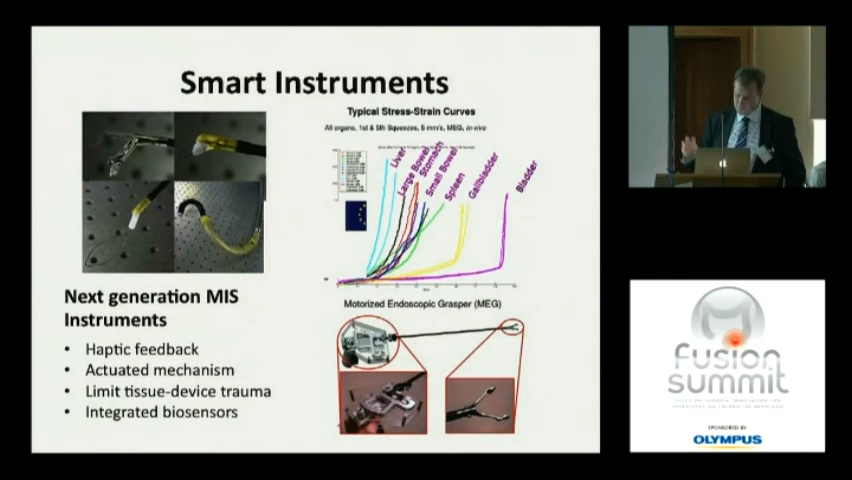 Smart Instruments
Typical Stress-Strain Curves
All organs, 1st & 5th Squeezes, 5 mm/s, MEG, in vivo
Liver
Large Bowel
Stomach
Small Bowel
Spleen
Gallbladder
Bladder
Next generation MIS
Instruments
• Haptic feedback
• Actuated mechanism
• Limit tissue-device trauma
• Integrated biosensors
Motorized Endoscopic Grasper (MEG)
fusion
summit
SPONSORED BY
OLYMPUS